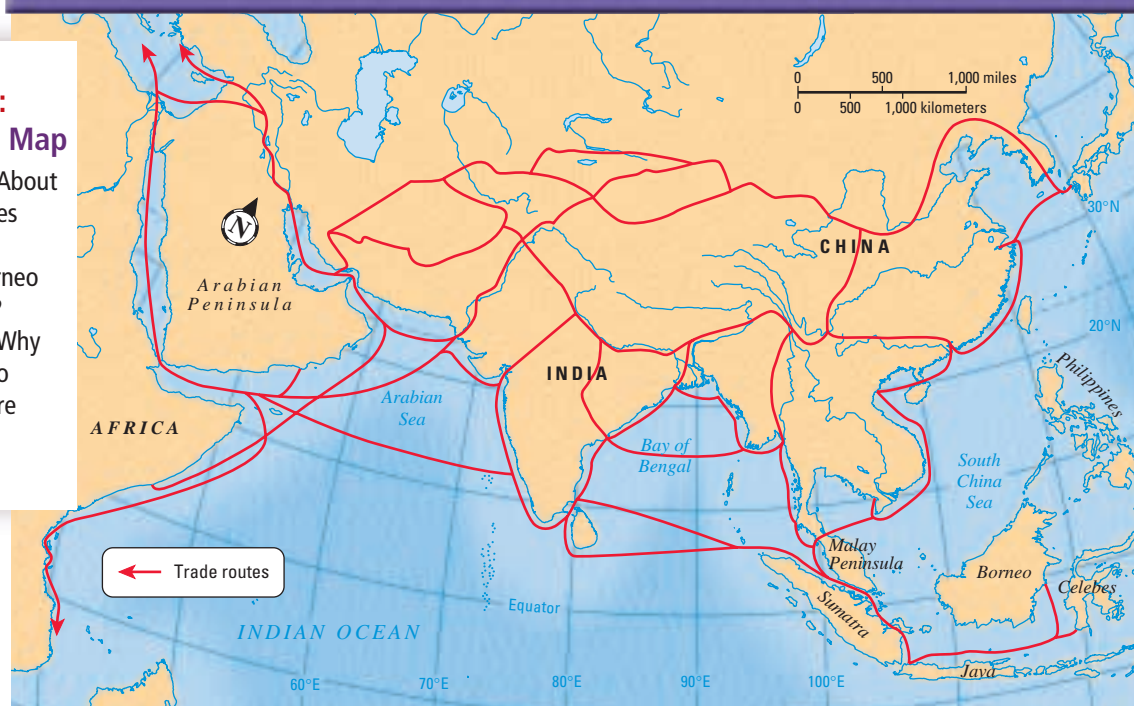 :
Map
About
es
rneo
?
Why
o
re
0 500 1,000 miles
0 500 1,000 kilometers
N
CHINA
30°N
20°N
Arabian
Peninsula
INDIA
Philippines
Arabian
Sea
AFRICA
Bay of
Bengal
South
China
Sea
Trade routes
Malay
Peninsula
Borneo
Celebes
Sumatra
Equator
INDIAN OCEAN
Java
60°E 70°E 80°E 90°E 100°E